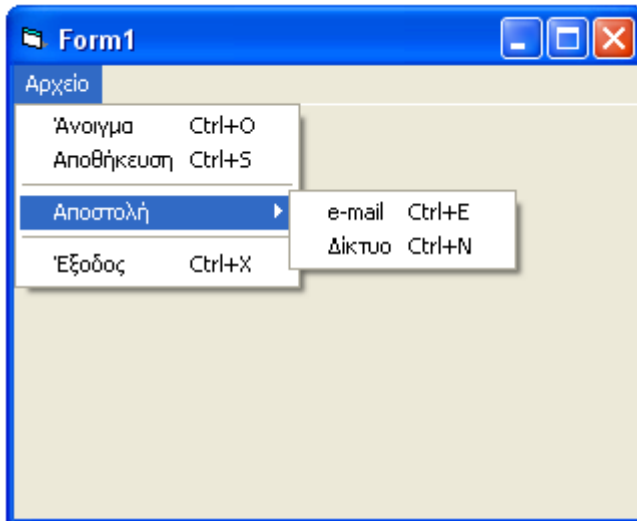 Form1
Αρχείο
Άνοιγμα Ctrl+O
Αποθήκευση Ctrl+S
Αποστολή
e-mail Ctrl+E
Δίκτυο Ctrl+N
Έξοδος Ctrl+X